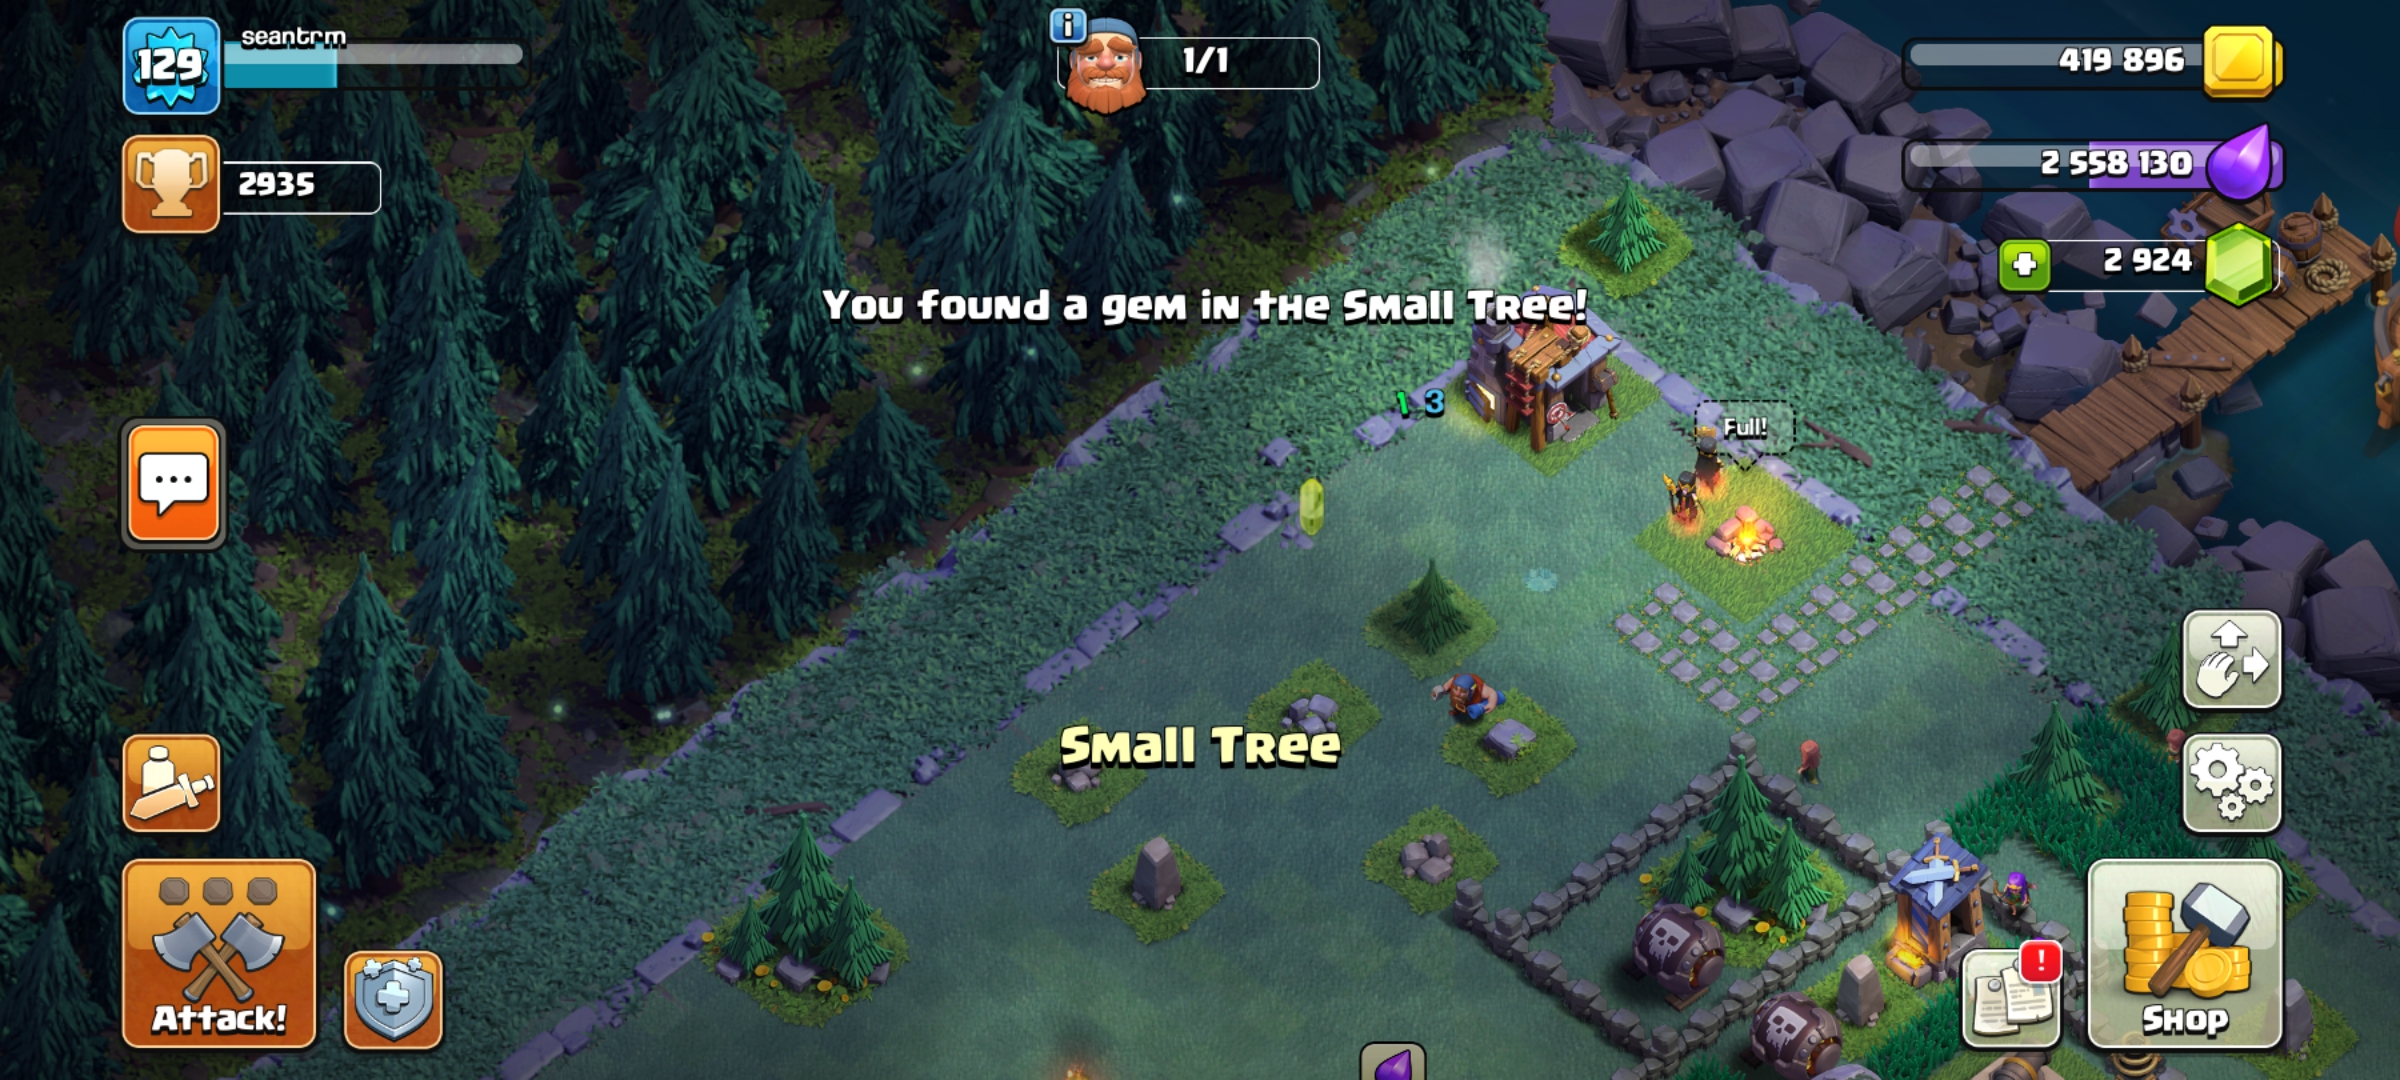 129
seantrm
1/1
419 896
2935
2 558 130
2 924
You found a gem in the Small Tree!
1 3
Full!
Small Tree
!
Attack!
Shop